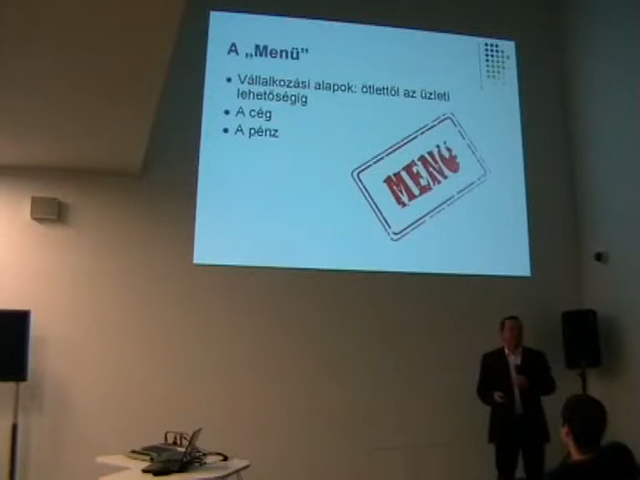 A „Menü”
• Vállalkozási alapok: ötlettől az üzleti
lehetőségig
• A cég
• A pénz
MENÜ